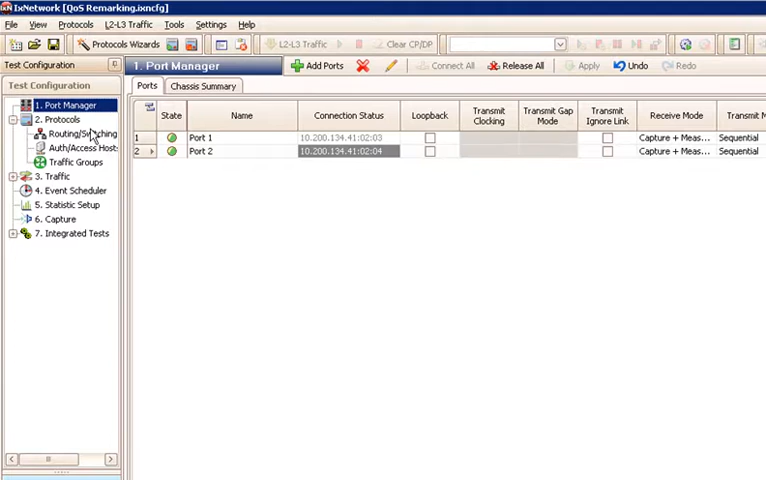 IxNetwork [QoS Remarking.ixncfg]
File View Protocols L2-L3 Traffic Tools Settings Help
Protocols Wizards L2-L3 Traffic Clear CP/DP
Test Configuration 1. Port Manager Add Ports Connect All Release All Apply Undo Redo
Test Configuration Ports Chassis Summary
1. Port Manager
2. Protocols
Routing/Switching
Auth/Access Hosts
Traffic Groups
3. Traffic
4. Event Scheduler
5. Statistic Setup
6. Capture
7. Integrated Tests
State Name Connection Status Loopback Transmit Clocking Transmit Gap Mode Transmit Ignore Link Receive Mode Transmit M
1 Port 1 10.200.134.41:02:03 Capture + Meas... Sequential
2 Port 2 10.200.134.41:02:04 Capture + Meas... Sequential